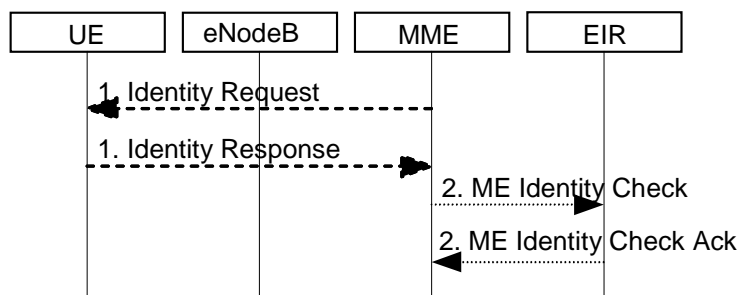 UE eNodeB MME EIR
1. Identity Request
1. Identity Response
2. ME Identity Check
2. ME Identity Check Ack